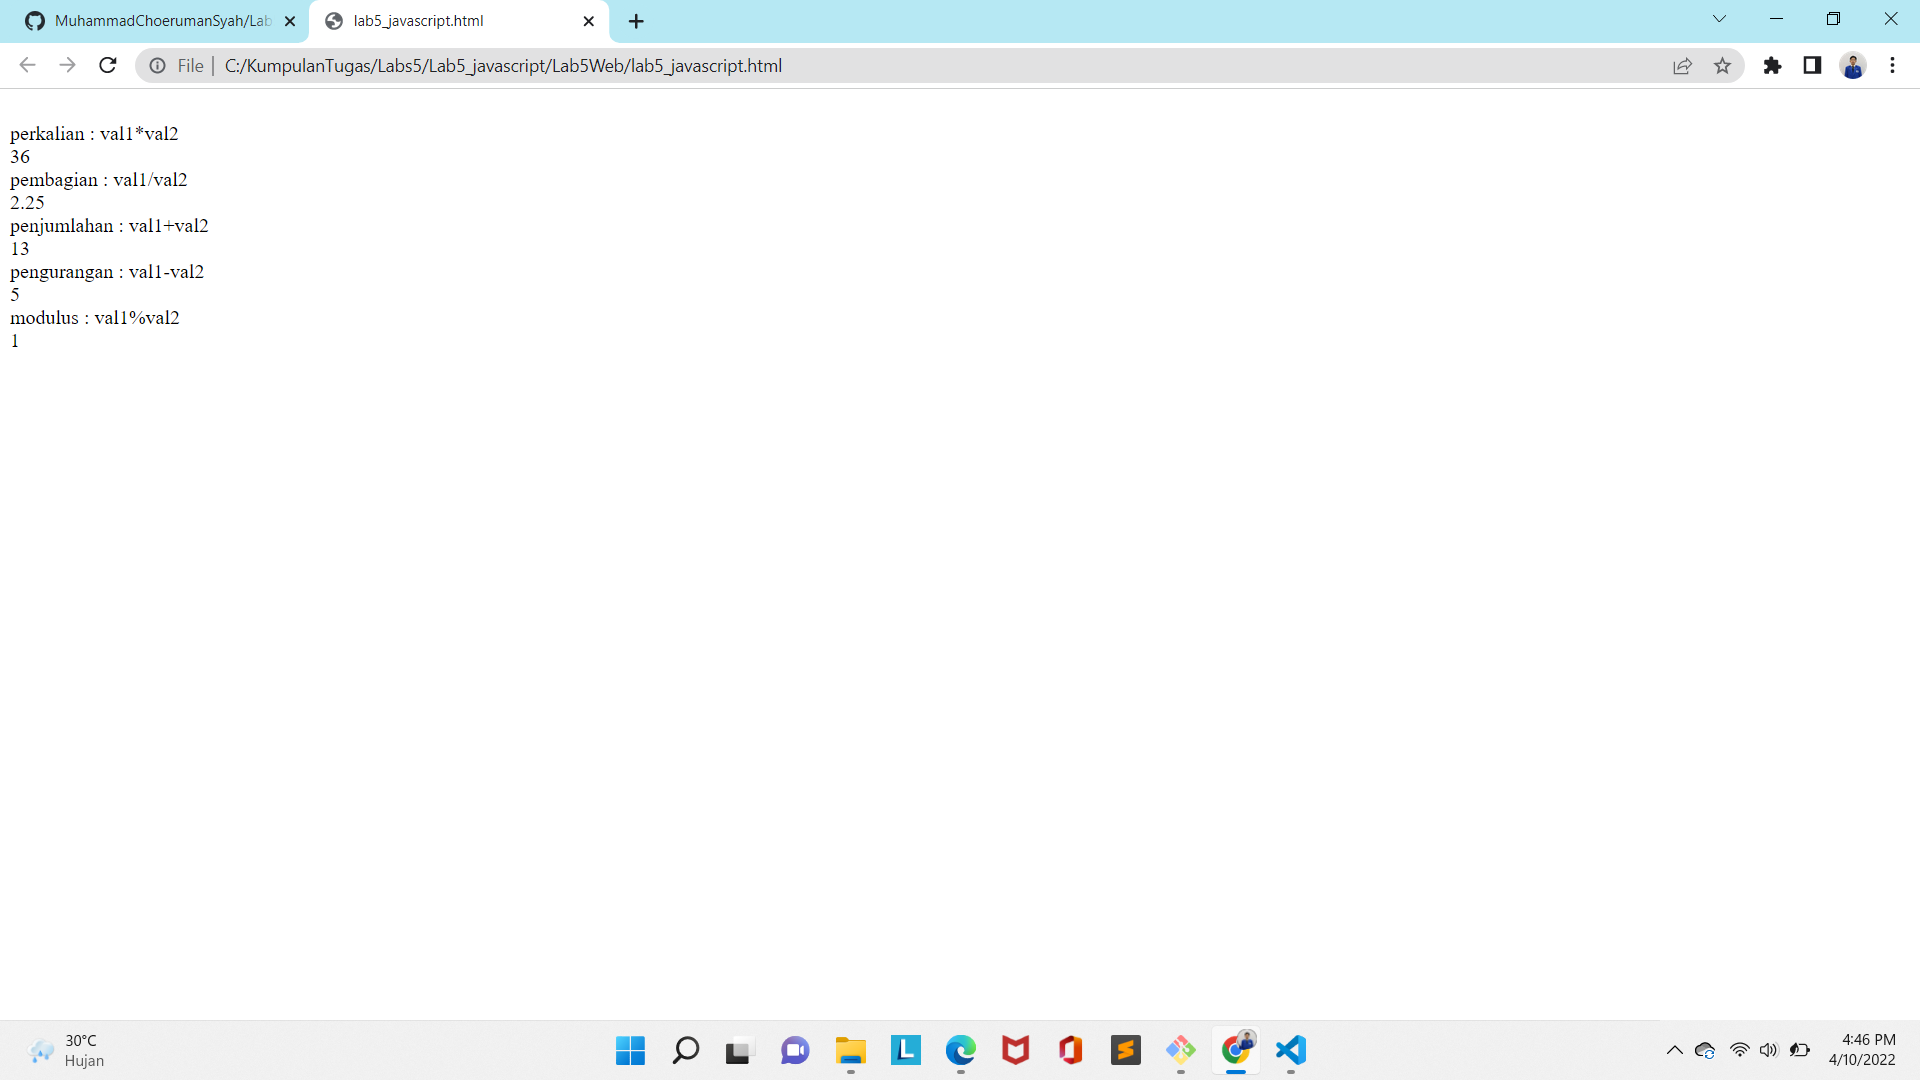 MuhammadChoerumanSyah/Lab
lab5_javascript.html
File | C:/KumpulanTugas/Labs5/Lab5_javascript/Lab5Web/lab5_javascript.html
perkalian : val1*val2
36
pembagian : val1/val2
2.25
penjumlahan : val1+val2
13
pengurangan : val1-val2
5
modulus : val1%val2
1
30°C
Hujan
4:46 PM
4/10/2022